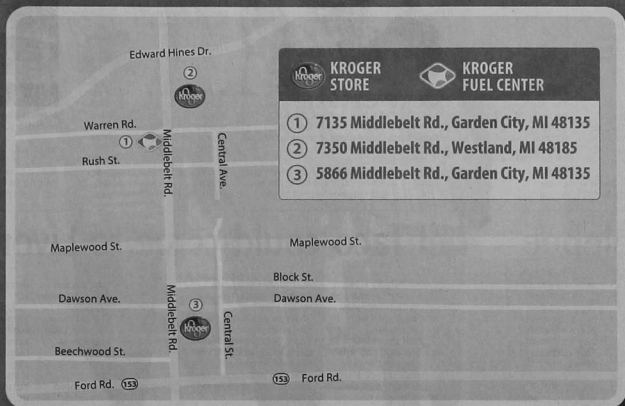 Edward Hines Dr.
2
Kroger
Kroger
KROGER
STORE
KROGER
FUEL CENTER
1 7135 Middlebelt Rd., Garden City, MI 48135
2 7350 Middlebelt Rd., Westland, MI 48185
3 5866 Middlebelt Rd., Garden City, MI 48135
Warren Rd.
1
Rush St.
Middlebelt Rd.
Central Ave.
Maplewood St.
Maplewood St.
Block St.
Dawson Ave.
Middlebelt Rd.
3
Kroger
Central St.
Dawson Ave.
Beechwood St.
Ford Rd. 153
153 Ford Rd.